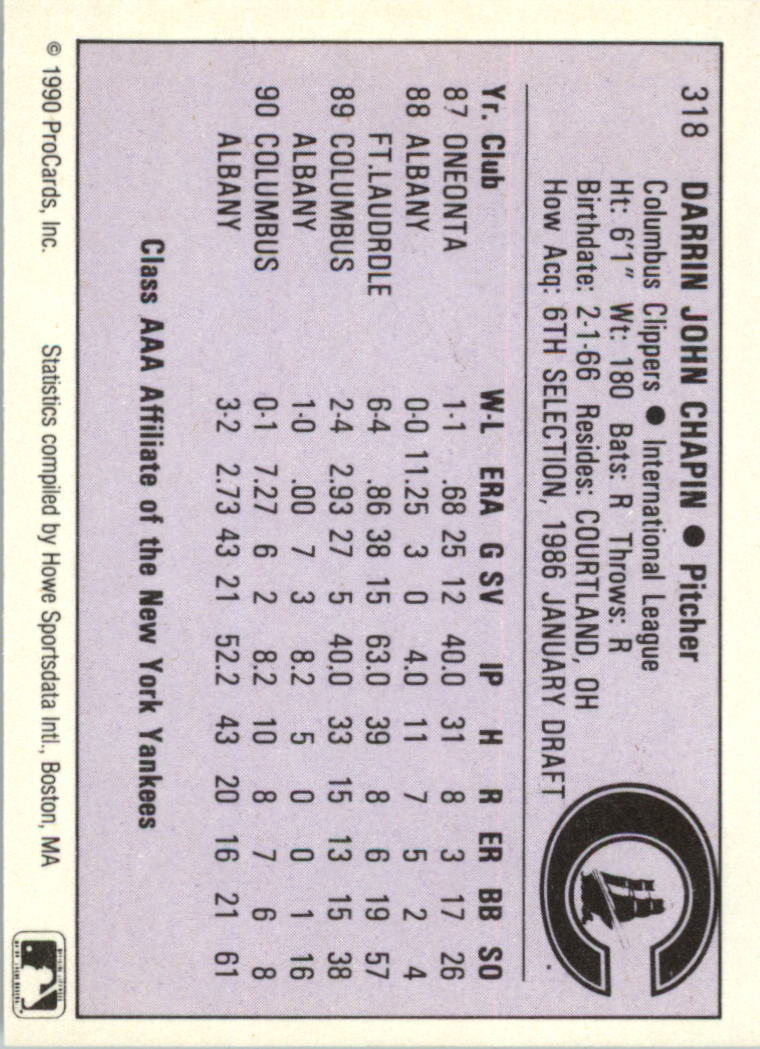 318 DARRIN JOHN CHAPIN ● Pitcher
Columbus Clippers ● International League
Ht: 6'1" Wt: 180 Bats: R Throws: R
Birthdate: 2-1-66 Resides: COURTLAND, OH
How Acq: 6TH SELECTION, 1986 JANUARY DRAFT
Yr. Club W-L ERA G SV IP H R ER BB SO
87 ONEONTA 1-1 .68 25 12 40.0 31 8 3 17 26
88 ALBANY 0-0 11.25 3 0 4.0 11 7 5 2 4
FT.LAUDRDLE 6-4 .86 38 15 63.0 39 8 6 19 57
89 COLUMBUS 2-4 2.93 27 5 40.0 33 15 13 15 38
ALBANY 1-0 .00 7 3 8.2 5 0 0 1 16
90 COLUMBUS 0-1 7.27 6 2 8.2 10 8 7 6 8
ALBANY 3-2 2.73 43 21 52.2 43 20 16 21 61
Class AAA Affiliate of the New York Yankees
© 1990 ProCards, Inc. Statistics compiled by Howe Sportsdata Intl., Boston, MA